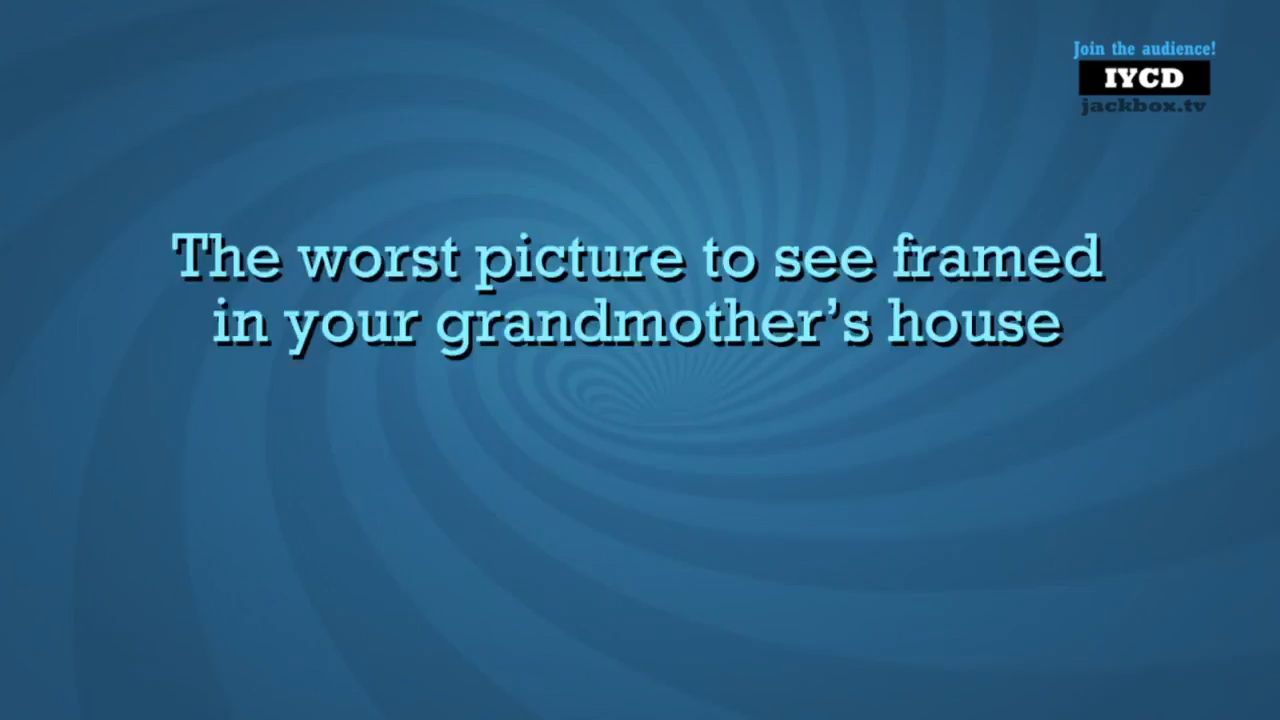 Join the audience!
IYCD
jackbox.tv
The worst picture to see framed
in your grandmother’s house